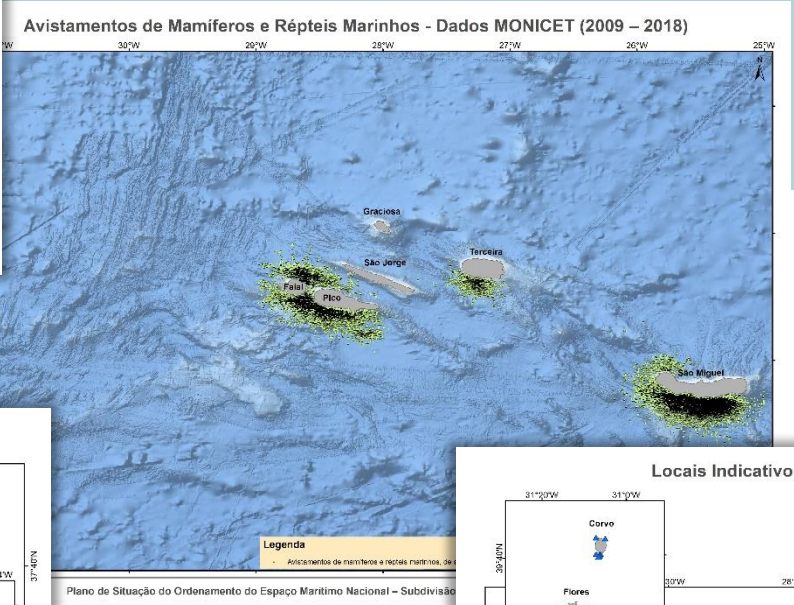 Avistamentos de Mamíferos e Répteis Marinhos - Dados MONICET (2009 – 2018)
°W 30°W 29°W 28°W 27°W 26°W 25°W
N
Graciosa
São Jorge
Terceira
Faial
Pico
São Miguel
Legenda
Avistamentos de mamíferos e répteis marinhos, de
Plano de Situação do Ordenamento do Espaço Marítimo Nacional – Subdivisão
°W
37°40'N
Locais Indicativo
31°20'W 31°0'W
Corvo
39°40'N
Flores
30°W
28°